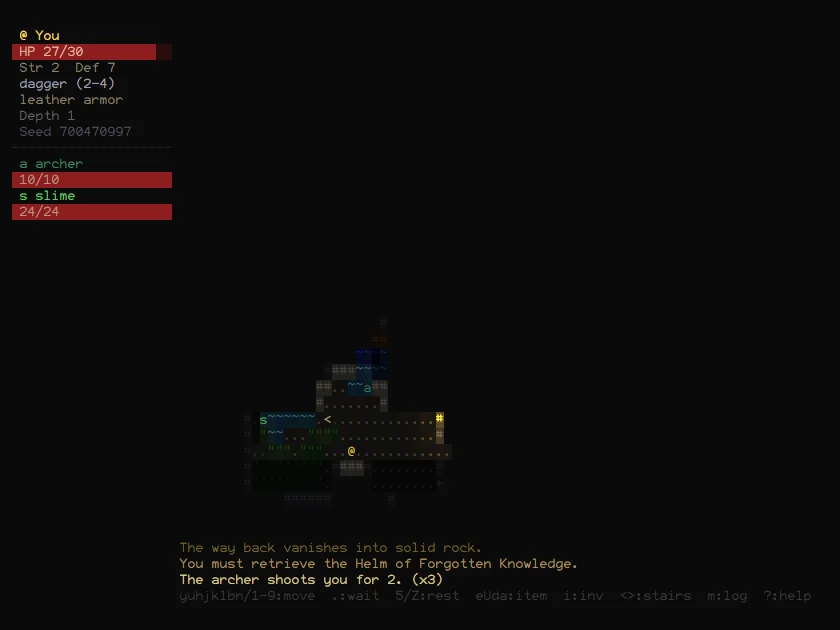 @ You
HP 27/30
Str 2 Def 7
dagger (2-4)
leather armor
Depth 1
Seed 700470997
a archer
10/10
s slime
24/24
The way back vanishes into solid rock.
You must retrieve the Helm of Forgotten Knowledge.
The archer shoots you for 2. (x3)
yuhjklbn/1-9:move .:wait 5/Z:rest eUda:item i:inv <>:stairs m:log ?:help